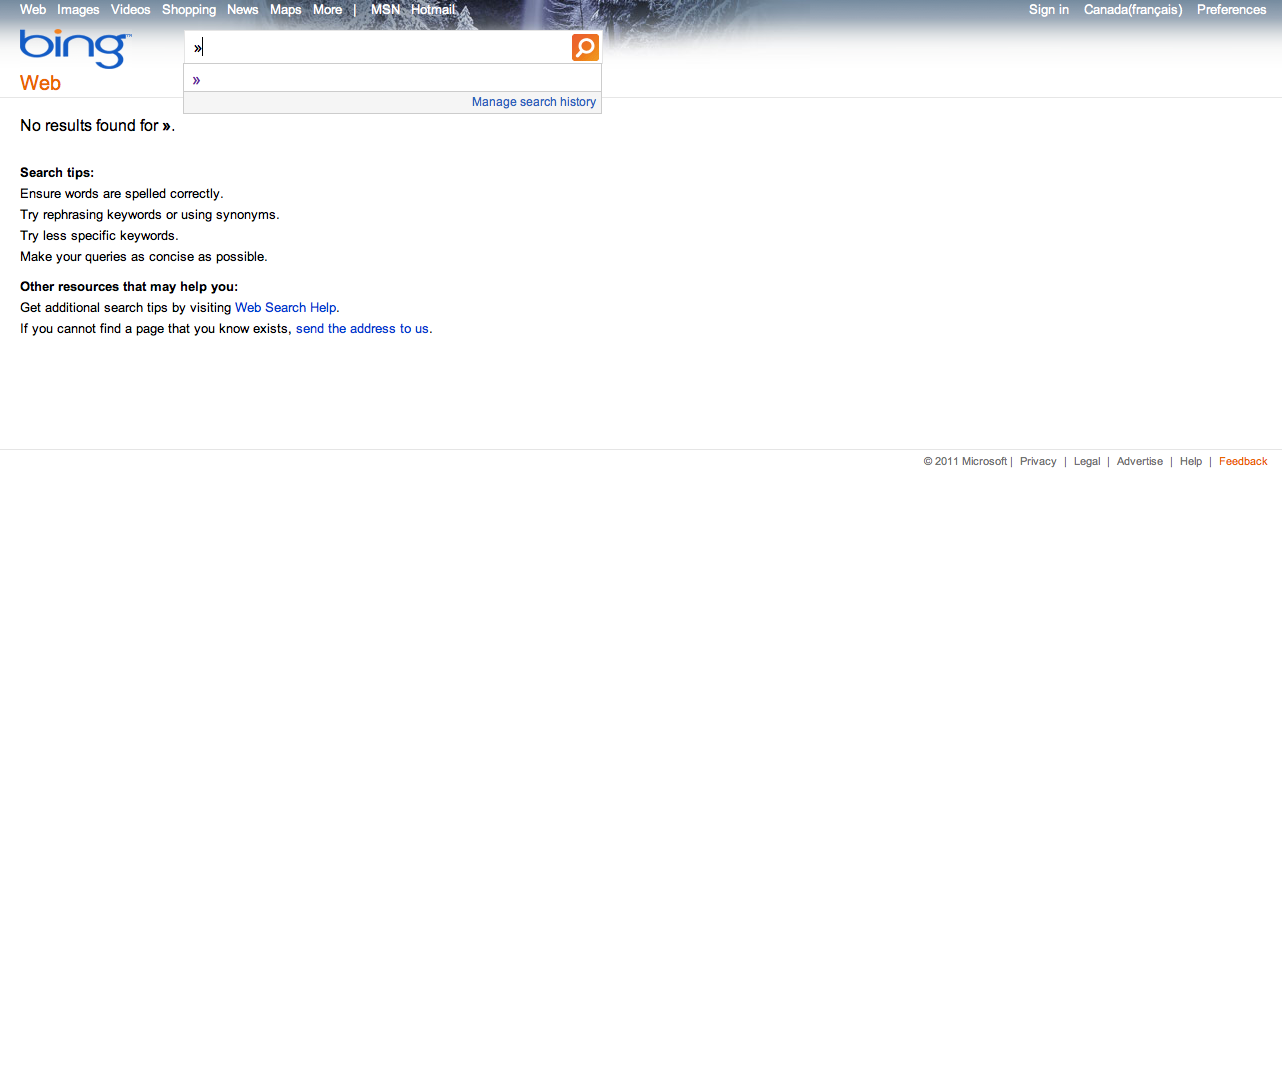 Web Images Videos Shopping News Maps More | MSN Hotmail Sign in Canada(français) Preferences
bing™
»
Web
»
Manage search history
No results found for ».
Search tips:
Ensure words are spelled correctly.
Try rephrasing keywords or using synonyms.
Try less specific keywords.
Make your queries as concise as possible.
Other resources that may help you:
Get additional search tips by visiting Web Search Help.
If you cannot find a page that you know exists, send the address to us.
© 2011 Microsoft | Privacy | Legal | Advertise | Help | Feedback